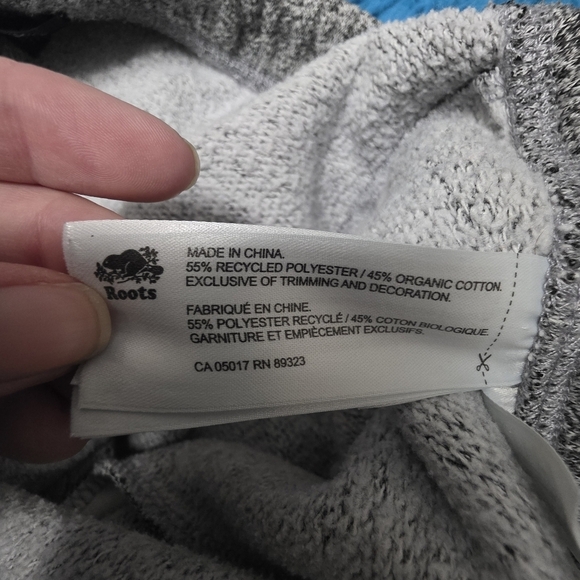 Roots
MADE IN CHINA.
55% RECYCLED POLYESTER / 45% ORGANIC COTTON.
EXCLUSIVE OF TRIMMING AND DECORATION.
FABRIQUÉ EN CHINE.
55% POLYESTER RECYCLÉ / 45% COTON BIOLOGIQUE.
GARNITURE ET EMPIÈCEMENT EXCLUSIFS.
CA 05017 RN 89323